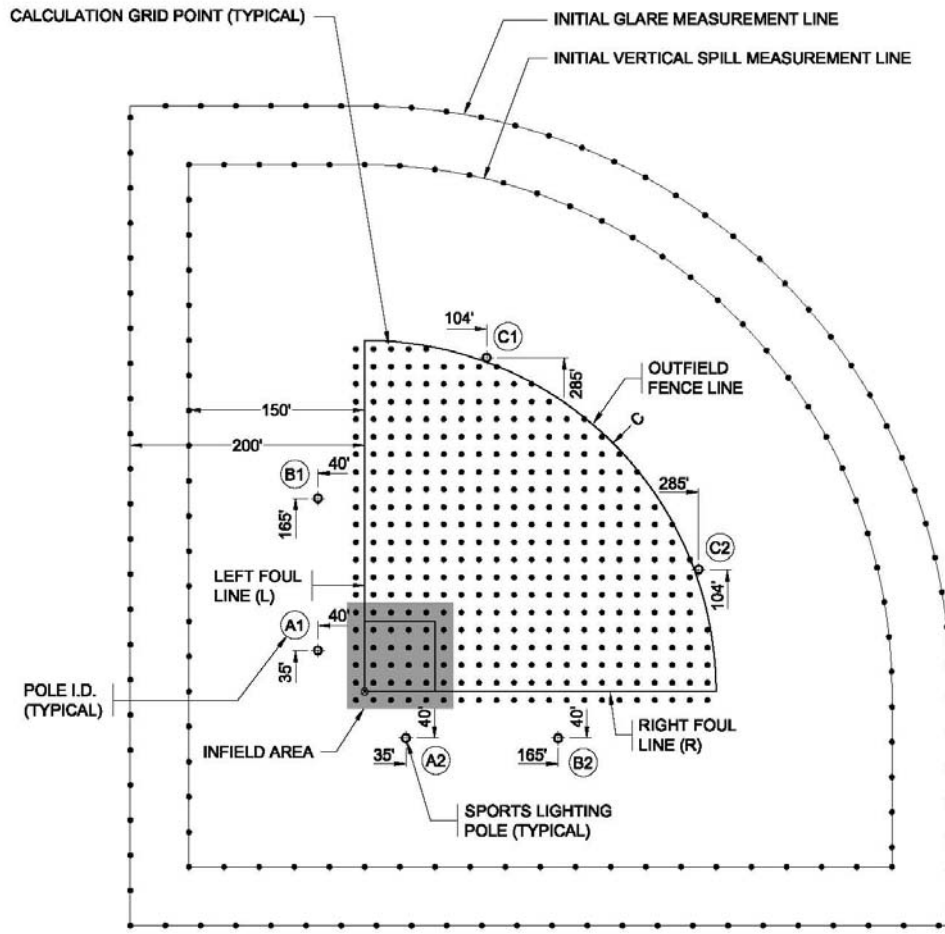 CALCULATION GRID POINT (TYPICAL)
INITIAL GLARE MEASUREMENT LINE
INITIAL VERTICAL SPILL MEASUREMENT LINE
104'
C1
285'
OUTFIELD
FENCE LINE
C
150'
200'
B1
40'
165'
285'
C2
104'
LEFT FOUL
LINE (L)
A1
40'
35'
POLE I.D.
(TYPICAL)
INFIELD AREA
40'
35'
A2
40'
165'
B2
RIGHT FOUL
LINE (R)
SPORTS LIGHTING
POLE (TYPICAL)